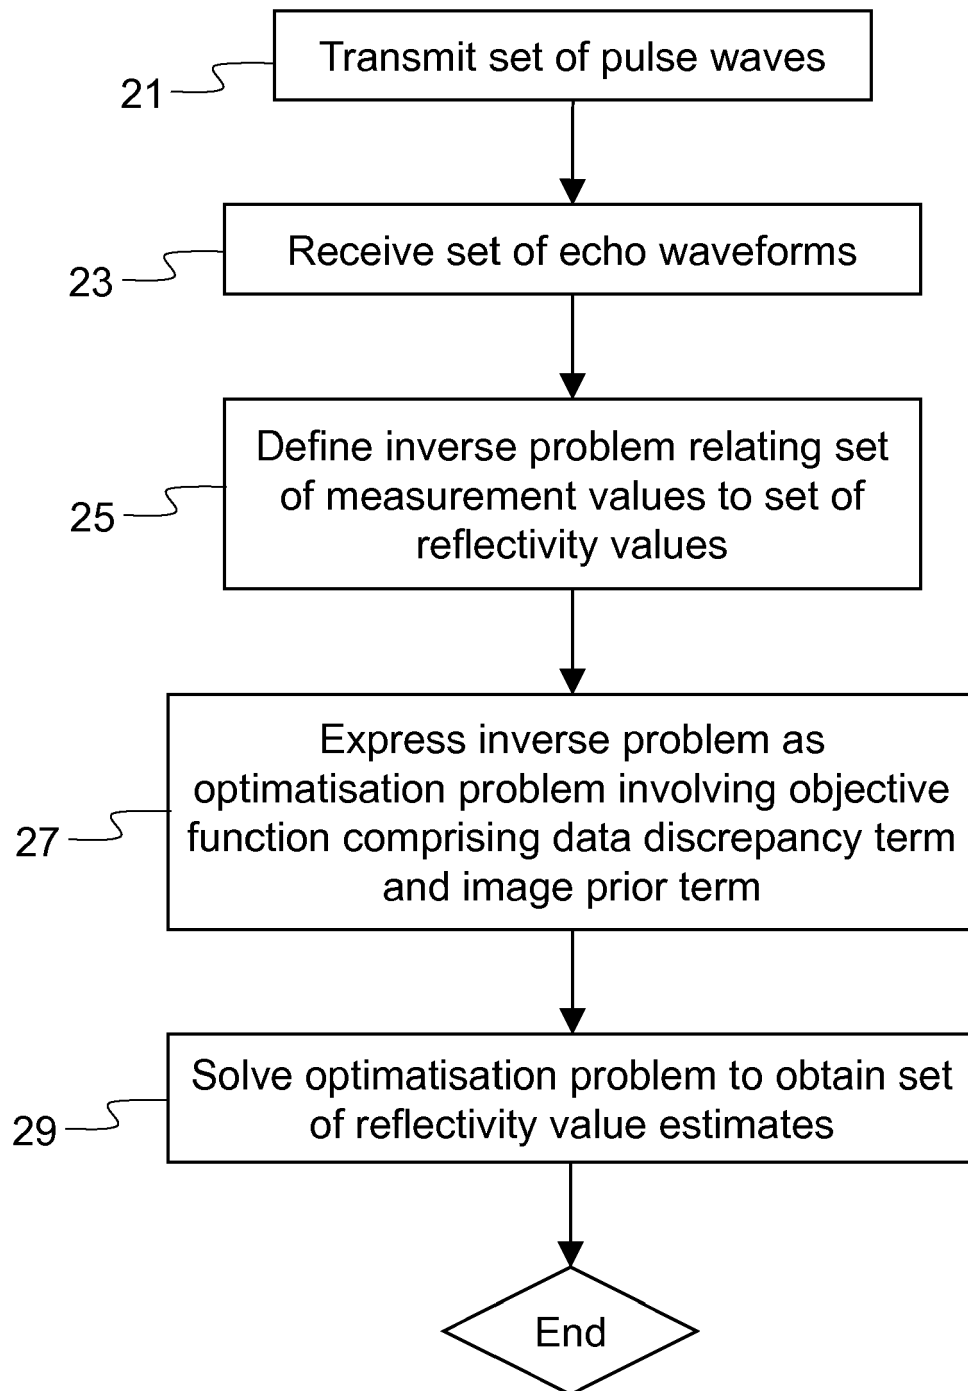 Transmit set of pulse waves
21
Receive set of echo waveforms
23
Define inverse problem relating set
of measurement values to set of
reflectivity values
25
Express inverse problem as
optimatisation problem involving objective
function comprising data discrepancy term
and image prior term
27
Solve optimatisation problem to obtain set
of reflectivity value estimates
29
End